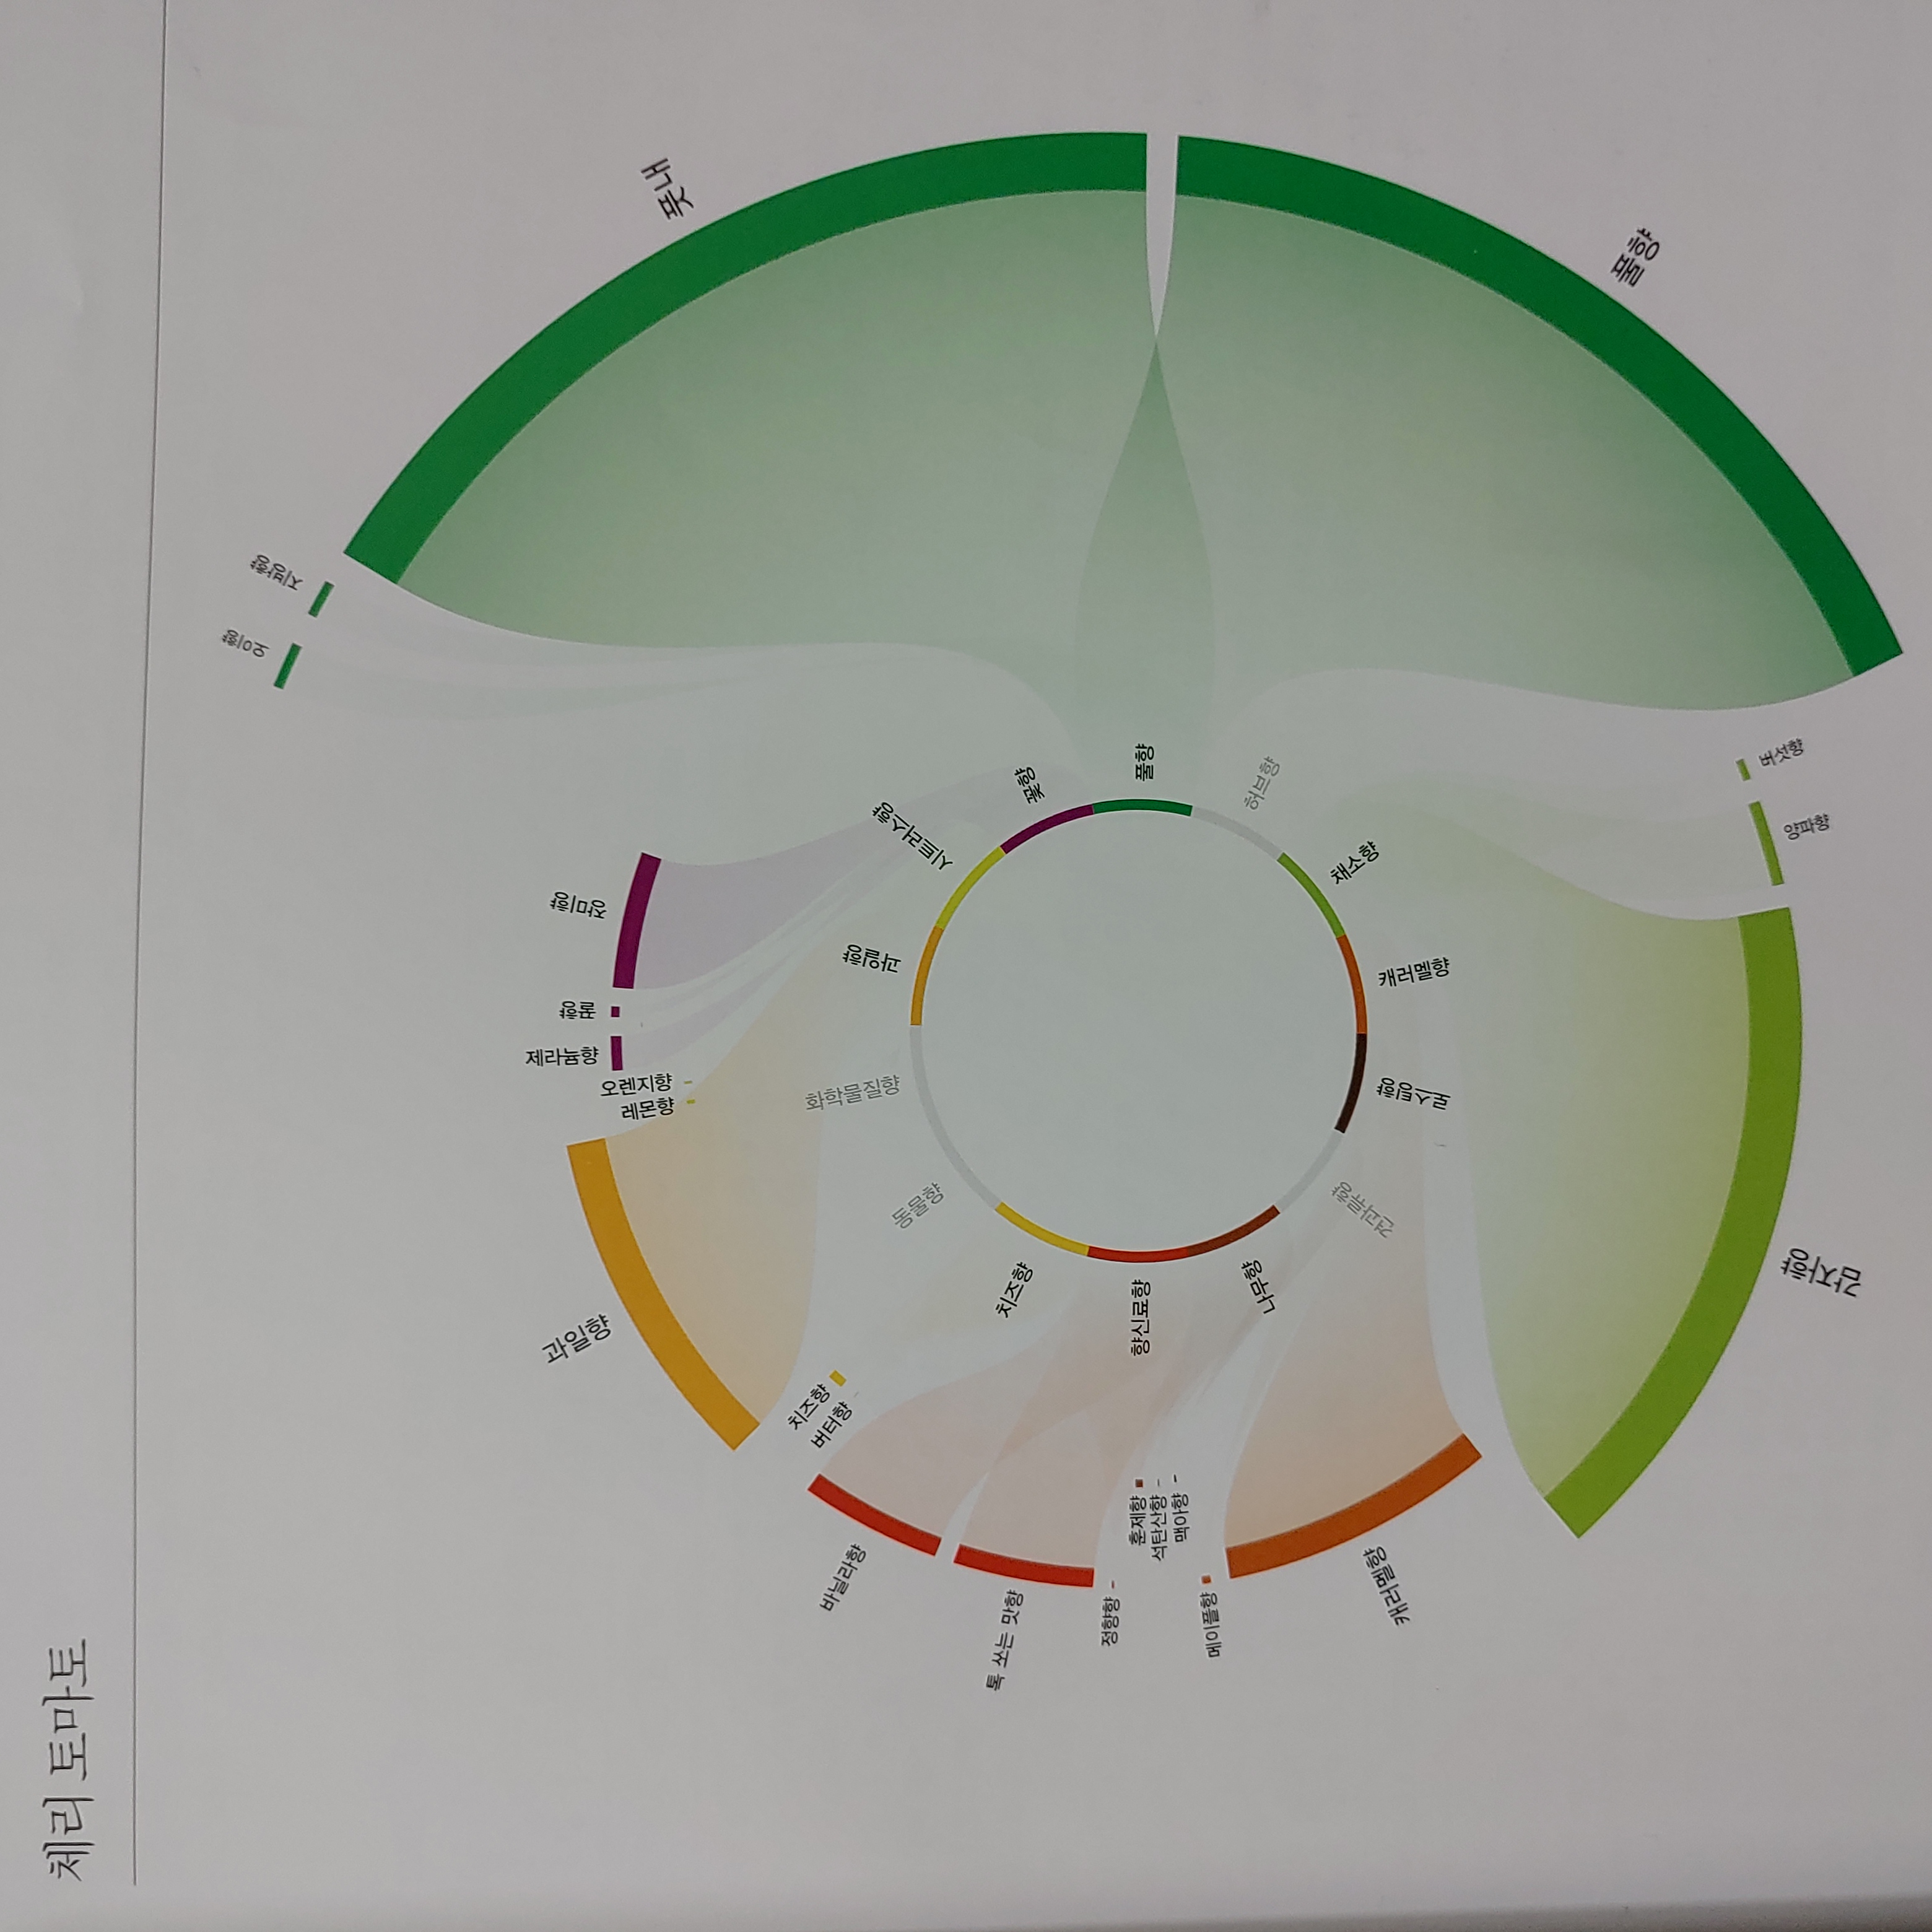 체리 토마토
오이향
지방향
풋내
풀향
버섯향
양파향
감자향
캐러멜향
메이플향
맥아향
석탄산향
훈제향
정향향
톡 쏘는 맛향
바닐라향
버터향
치즈향
과일향
레몬향
오렌지향
제라늄향
꿀향
장미향
과일향
시트러스향
꽃향
풀향
허브향
채소향
캐러멜향
로스팅향
견과류향
나무향
향신료향
치즈향
동물향
화학물질향